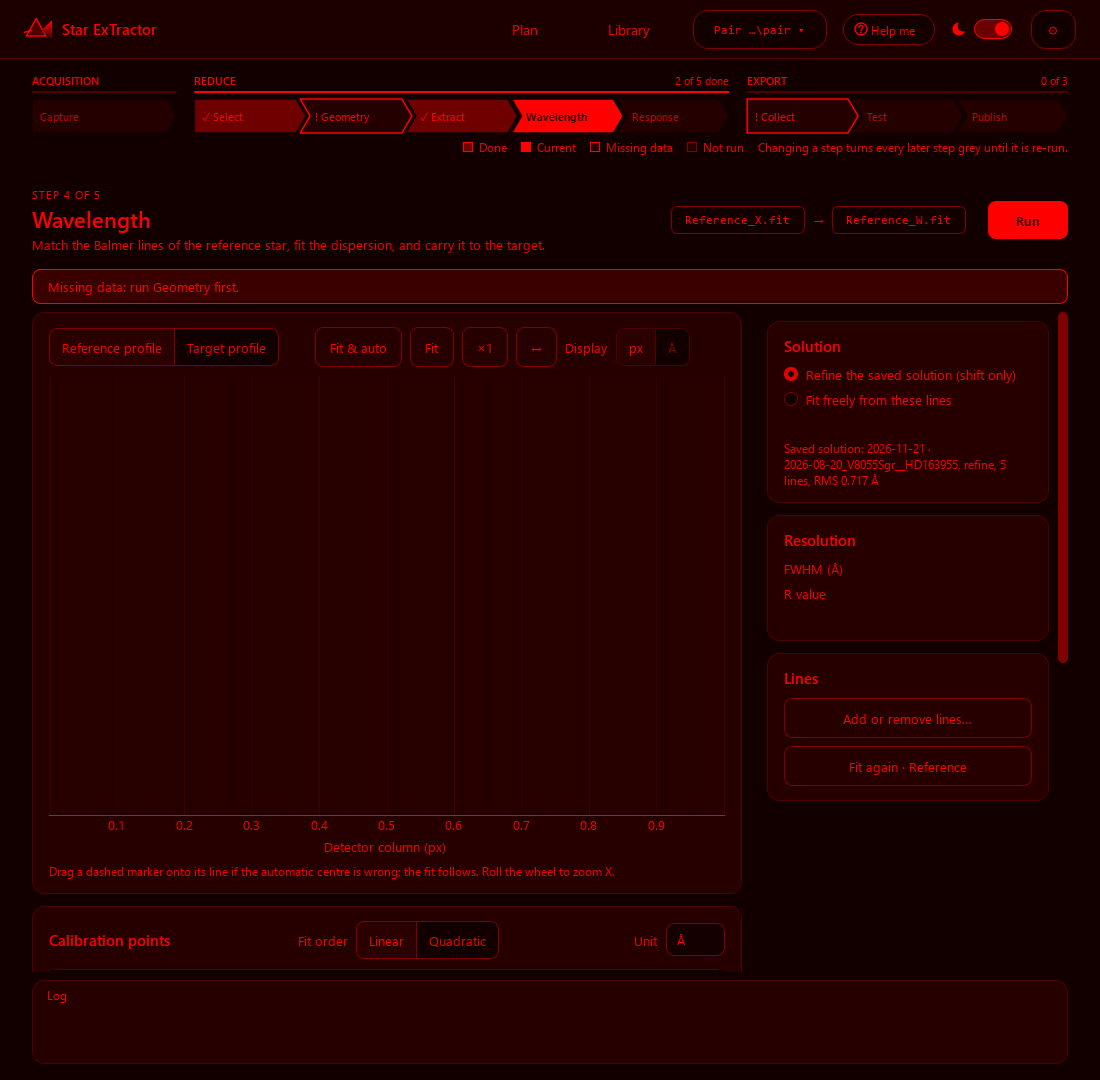 Star ExTractor
Plan
Library
Pair …\pair ▾
Help me
ACQUISITION
REDUCE
2 of 5 done
EXPORT
0 of 3
Capture
✓ Select
! Geometry
✓ Extract
Wavelength
Response
! Collect
Test
Publish
Done
Current
Missing data
Not run
Changing a step turns every later step grey until it is re-run.
STEP 4 OF 5
Wavelength
Match the Balmer lines of the reference star, fit the dispersion, and carry it to the target.
Reference_X.fit → Reference_W.fit
Run
Missing data: run Geometry first.
Reference profile
Target profile
Fit & auto
Fit
×1
↔
Display
px
Å
0.1 0.2 0.3 0.4 0.5 0.6 0.7 0.8 0.9
Detector column (px)
Drag a dashed marker onto its line if the automatic centre is wrong; the fit follows. Roll the wheel to zoom X.
Solution
Refine the saved solution (shift only)
Fit freely from these lines
Saved solution: 2026-11-21 ·
2026-08-20_V8055Sgr__HD163955, refine, 5
lines, RMS 0.717 Å
Resolution
FWHM (Å)
R value
Lines
Add or remove lines…
Fit again · Reference
Calibration points
Fit order
Linear
Quadratic
Unit
Å
Log